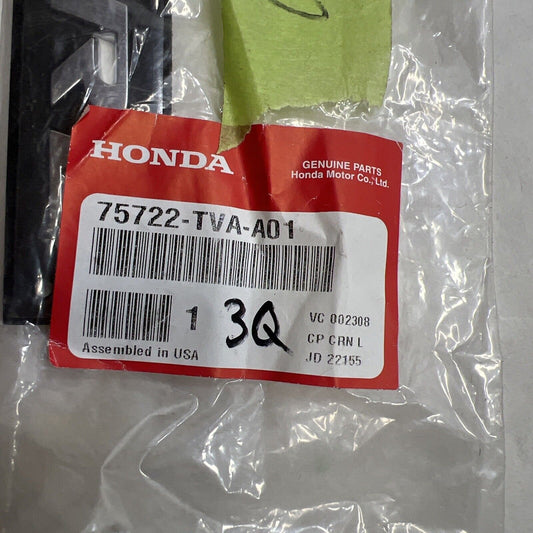 HONDA
GENUINE PARTS
Honda Motor Co., Ltd.
75722-TVA-A01
1
3Q
VC 002308
CP CRN L
Assembled in USA
JD 22155